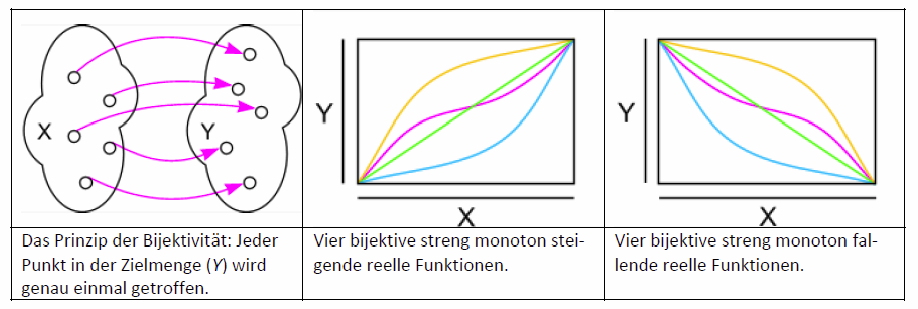 X
Y
Y
X
Y
X
Das Prinzip der Bijektivität: Jeder
Punkt in der Zielmenge (Y) wird
genau einmal getroffen.
Vier bijektive streng monoton stei-
gende reelle Funktionen.
Vier bijektive streng monoton fal-
lende reelle Funktionen.